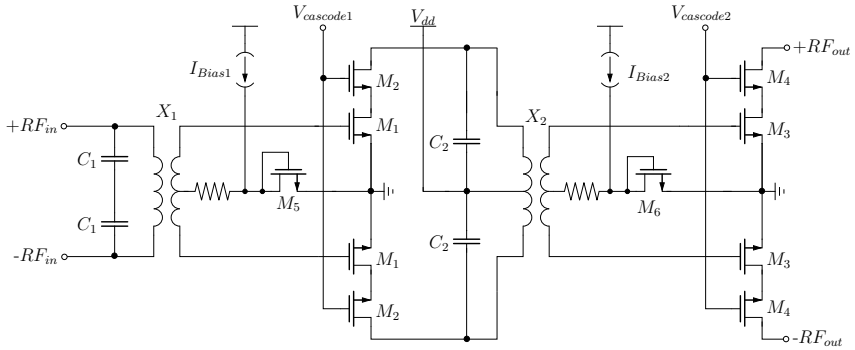 V_cascode1
V_dd
V_cascode2
+RF_out
I_Bias1
I_Bias2
M_2
M_4
X_1
M_1
X_2
M_3
+RF_in
C_1
C_2
C_1
M_5
M_6
C_2
-RF_in
M_1
M_3
M_2
M_4
-RF_out